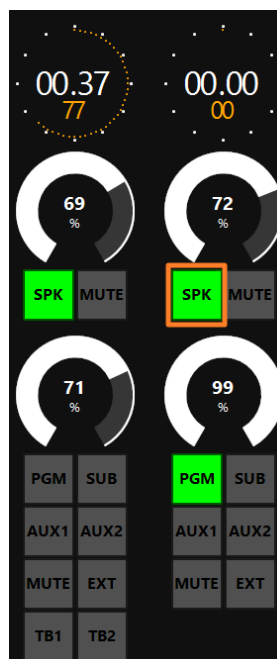 00.37 00.00
77 00
69 72
% %
SPK MUTE SPK MUTE
71 99
% %
PGM SUB PGM SUB
AUX1 AUX2 AUX1 AUX2
MUTE EXT MUTE EXT
TB1 TB2